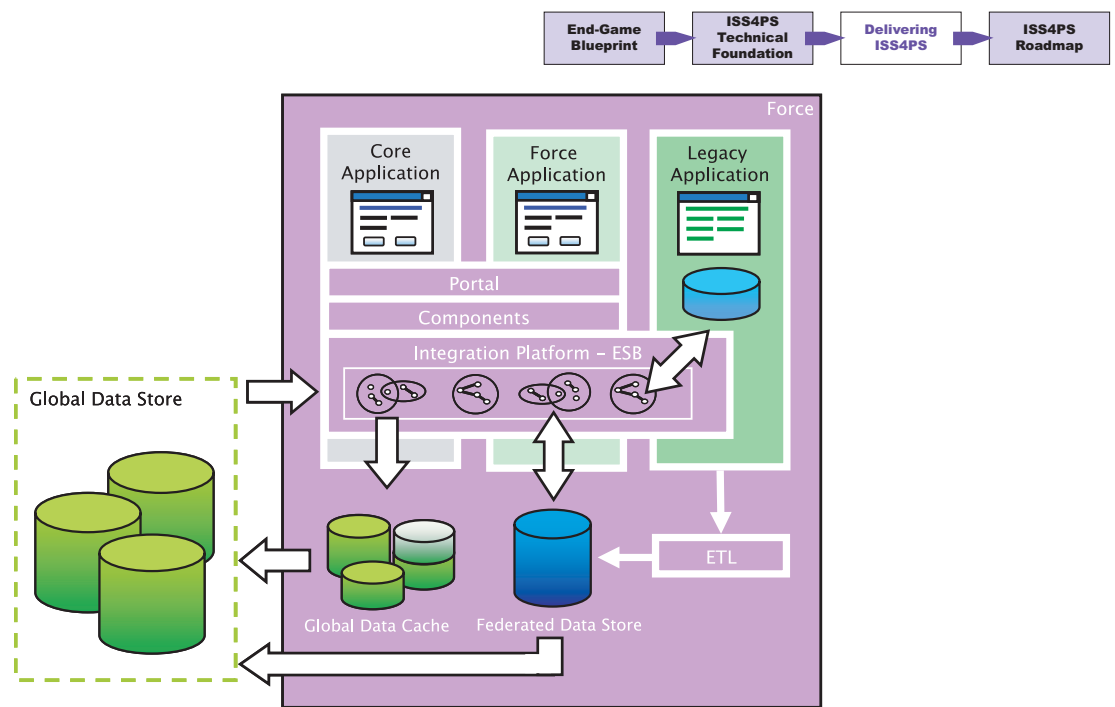 End-Game
Blueprint
ISS4PS
Technical
Foundation
Delivering
ISS4PS
ISS4PS
Roadmap
Force
Core
Application
Force
Application
Legacy
Application
Portal
Components
Integration Platform – ESB
Global Data Store
ETL
Global Data Cache
Federated Data Store